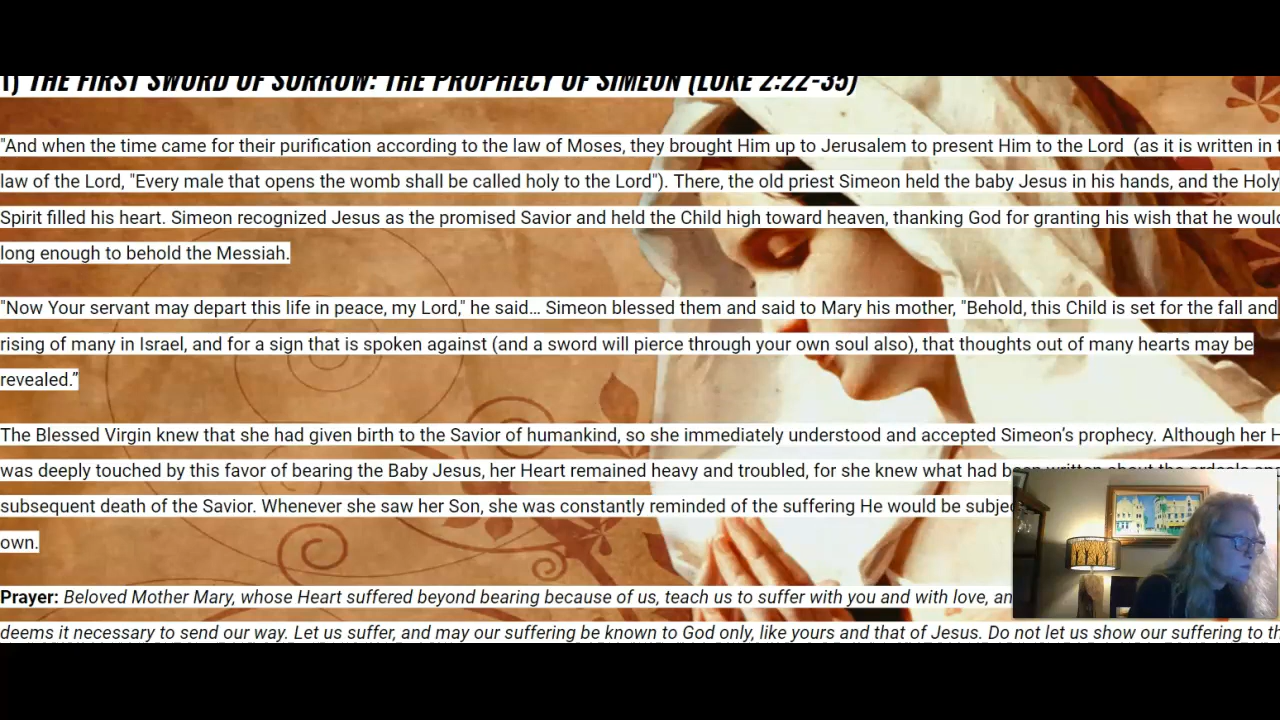 1) THE FIRST SWORD OF SORROW: THE PROPHECY OF SIMEON (LUKE 2:22-35)
"And when the time came for their purification according to the law of Moses, they brought Him up to Jerusalem to present Him to the Lord (as it is written in
law of the Lord, "Every male that opens the womb shall be called holy to the Lord"). There, the old priest Simeon held the baby Jesus in his hands, and the Holy
Spirit filled his heart. Simeon recognized Jesus as the promised Savior and held the Child high toward heaven, thanking God for granting his wish that he would
long enough to behold the Messiah.
"Now Your servant may depart this life in peace, my Lord," he said… Simeon blessed them and said to Mary his mother, "Behold, this Child is set for the fall and
rising of many in Israel, and for a sign that is spoken against (and a sword will pierce through your own soul also), that thoughts out of many hearts may be
revealed.”
The Blessed Virgin knew that she had given birth to the Savior of humankind, so she immediately understood and accepted Simeon’s prophecy. Although her
was deeply touched by this favor of bearing the Baby Jesus, her Heart remained heavy and troubled, for she knew what had been written about the ordeals and
subsequent death of the Savior. Whenever she saw her Son, she was constantly reminded of the suffering He would be
own.
Prayer: Beloved Mother Mary, whose Heart suffered beyond bearing because of us, teach us to suffer with you and with love,
deems it necessary to send our way. Let us suffer, and may our suffering be known to God only, like yours and that of Jesus. Do not let us show our suffering to